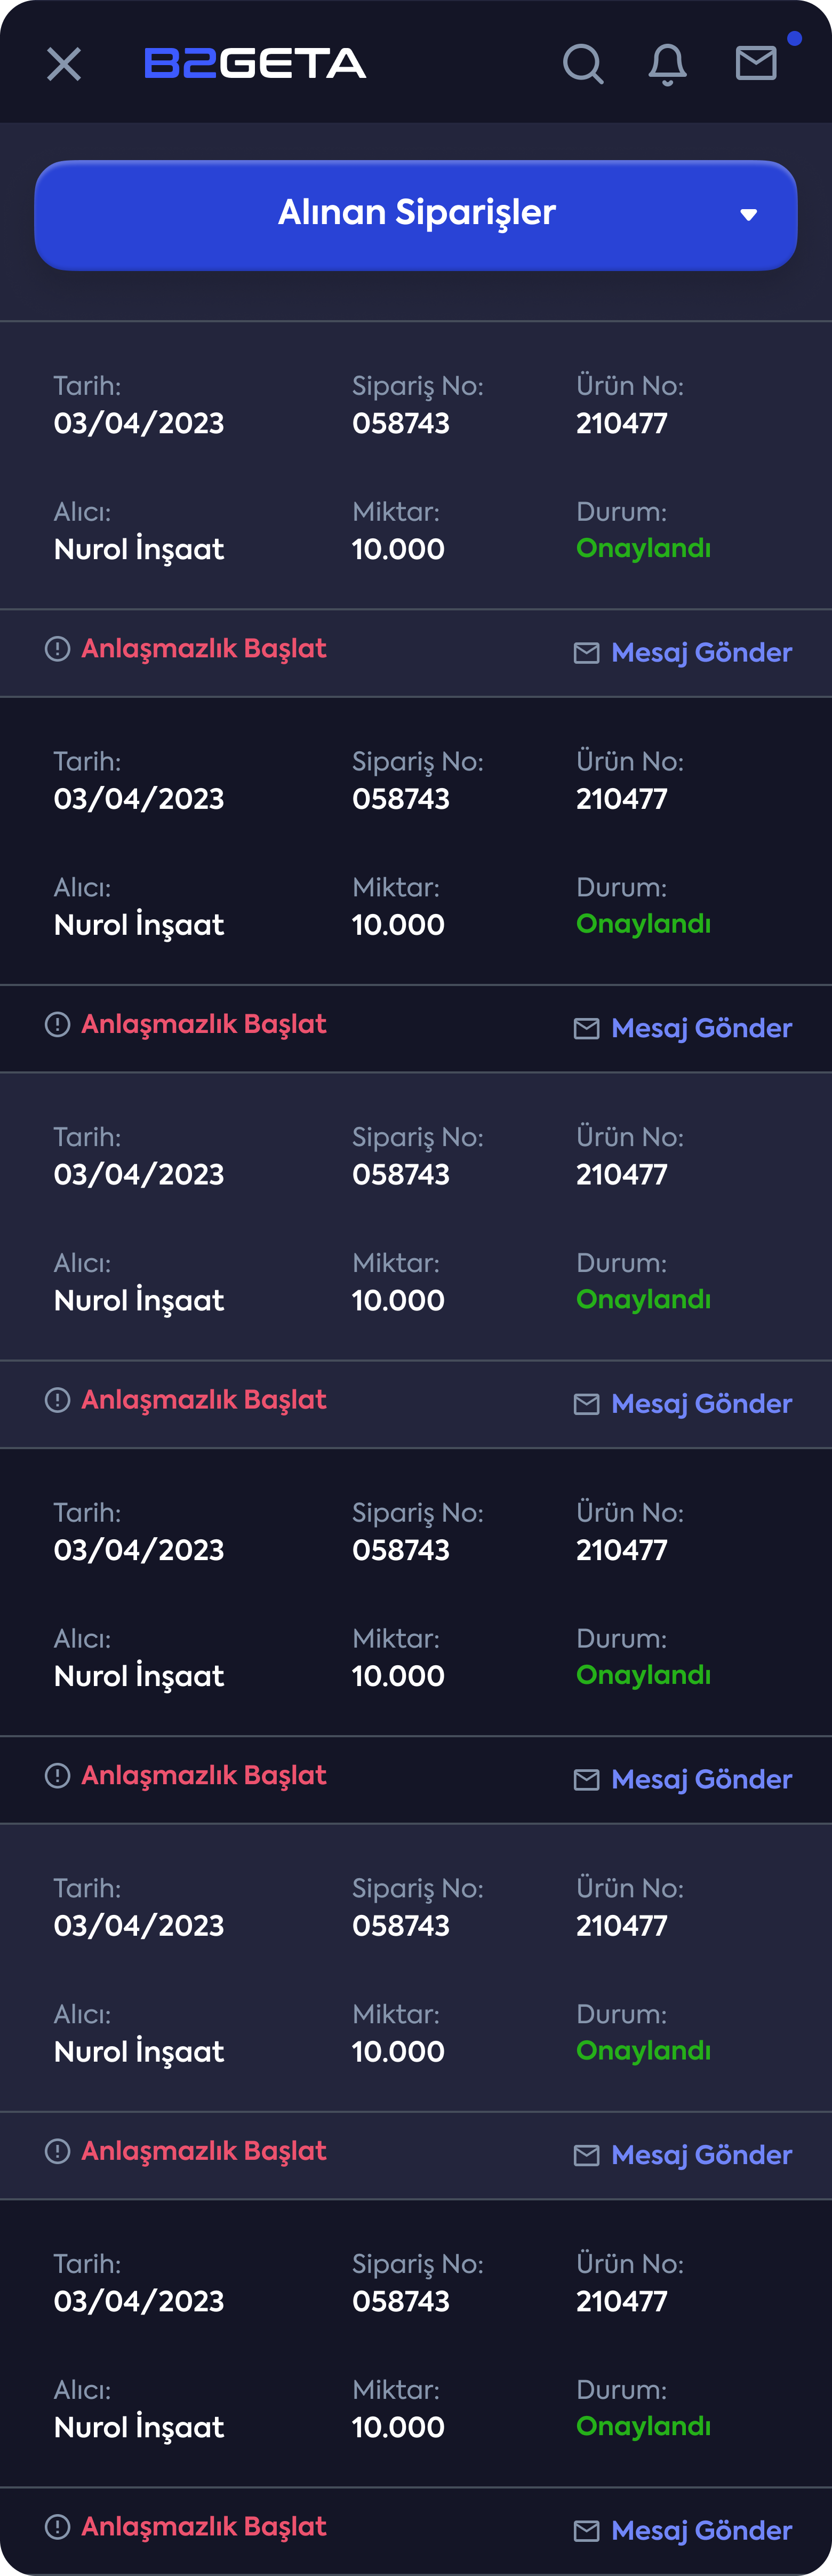 B2GETA
Alınan Siparişler
Tarih: Sipariş No: Ürün No:
03/04/2023 058743 210477
Alıcı: Miktar: Durum:
Nurol İnşaat 10.000 Onaylandı
Anlaşmazlık Başlat Mesaj Gönder
Tarih: Sipariş No: Ürün No:
03/04/2023 058743 210477
Alıcı: Miktar: Durum:
Nurol İnşaat 10.000 Onaylandı
Anlaşmazlık Başlat Mesaj Gönder
Tarih: Sipariş No: Ürün No:
03/04/2023 058743 210477
Alıcı: Miktar: Durum:
Nurol İnşaat 10.000 Onaylandı
Anlaşmazlık Başlat Mesaj Gönder
Tarih: Sipariş No: Ürün No:
03/04/2023 058743 210477
Alıcı: Miktar: Durum:
Nurol İnşaat 10.000 Onaylandı
Anlaşmazlık Başlat Mesaj Gönder
Tarih: Sipariş No: Ürün No:
03/04/2023 058743 210477
Alıcı: Miktar: Durum:
Nurol İnşaat 10.000 Onaylandı
Anlaşmazlık Başlat Mesaj Gönder
Tarih: Sipariş No: Ürün No:
03/04/2023 058743 210477
Alıcı: Miktar: Durum:
Nurol İnşaat 10.000 Onaylandı
Anlaşmazlık Başlat Mesaj Gönder